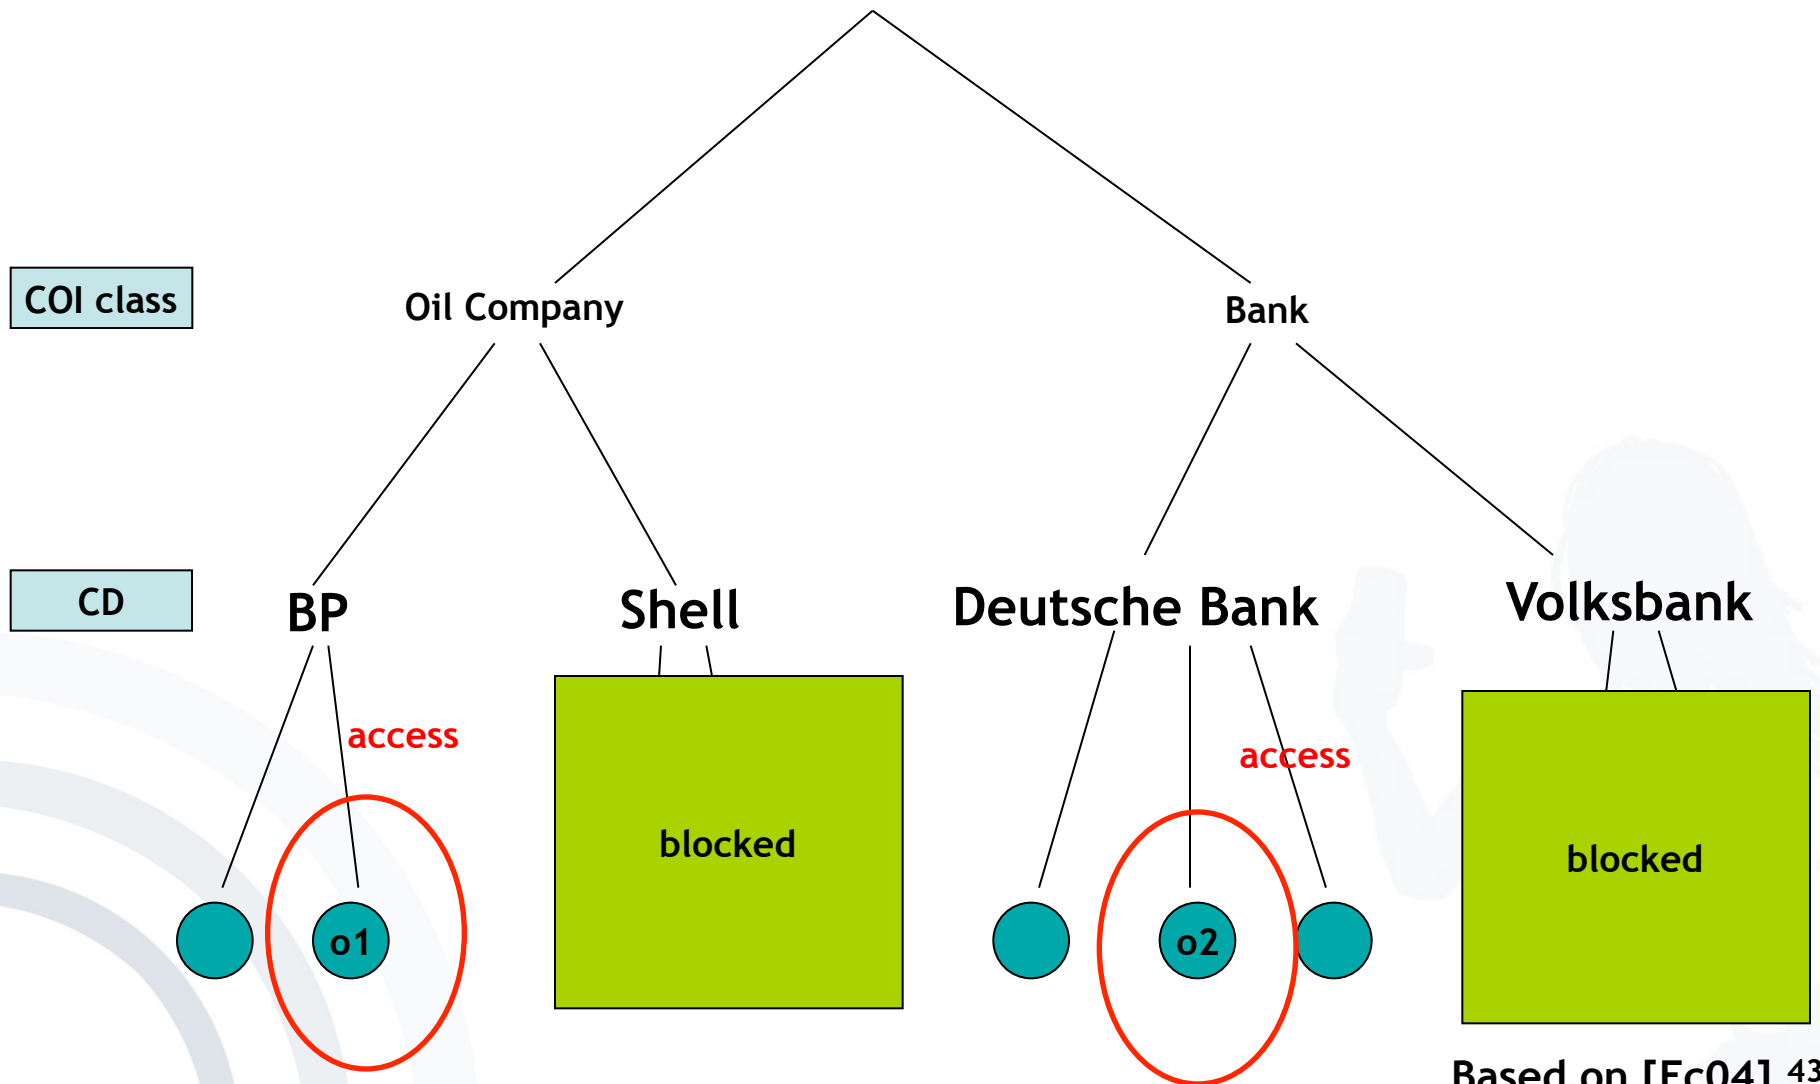 COI class
Oil Company
Bank
CD
BP
Shell
Deutsche Bank
Volksbank
access
access
blocked
blocked
o1
o2
Based on [Ec04] 43